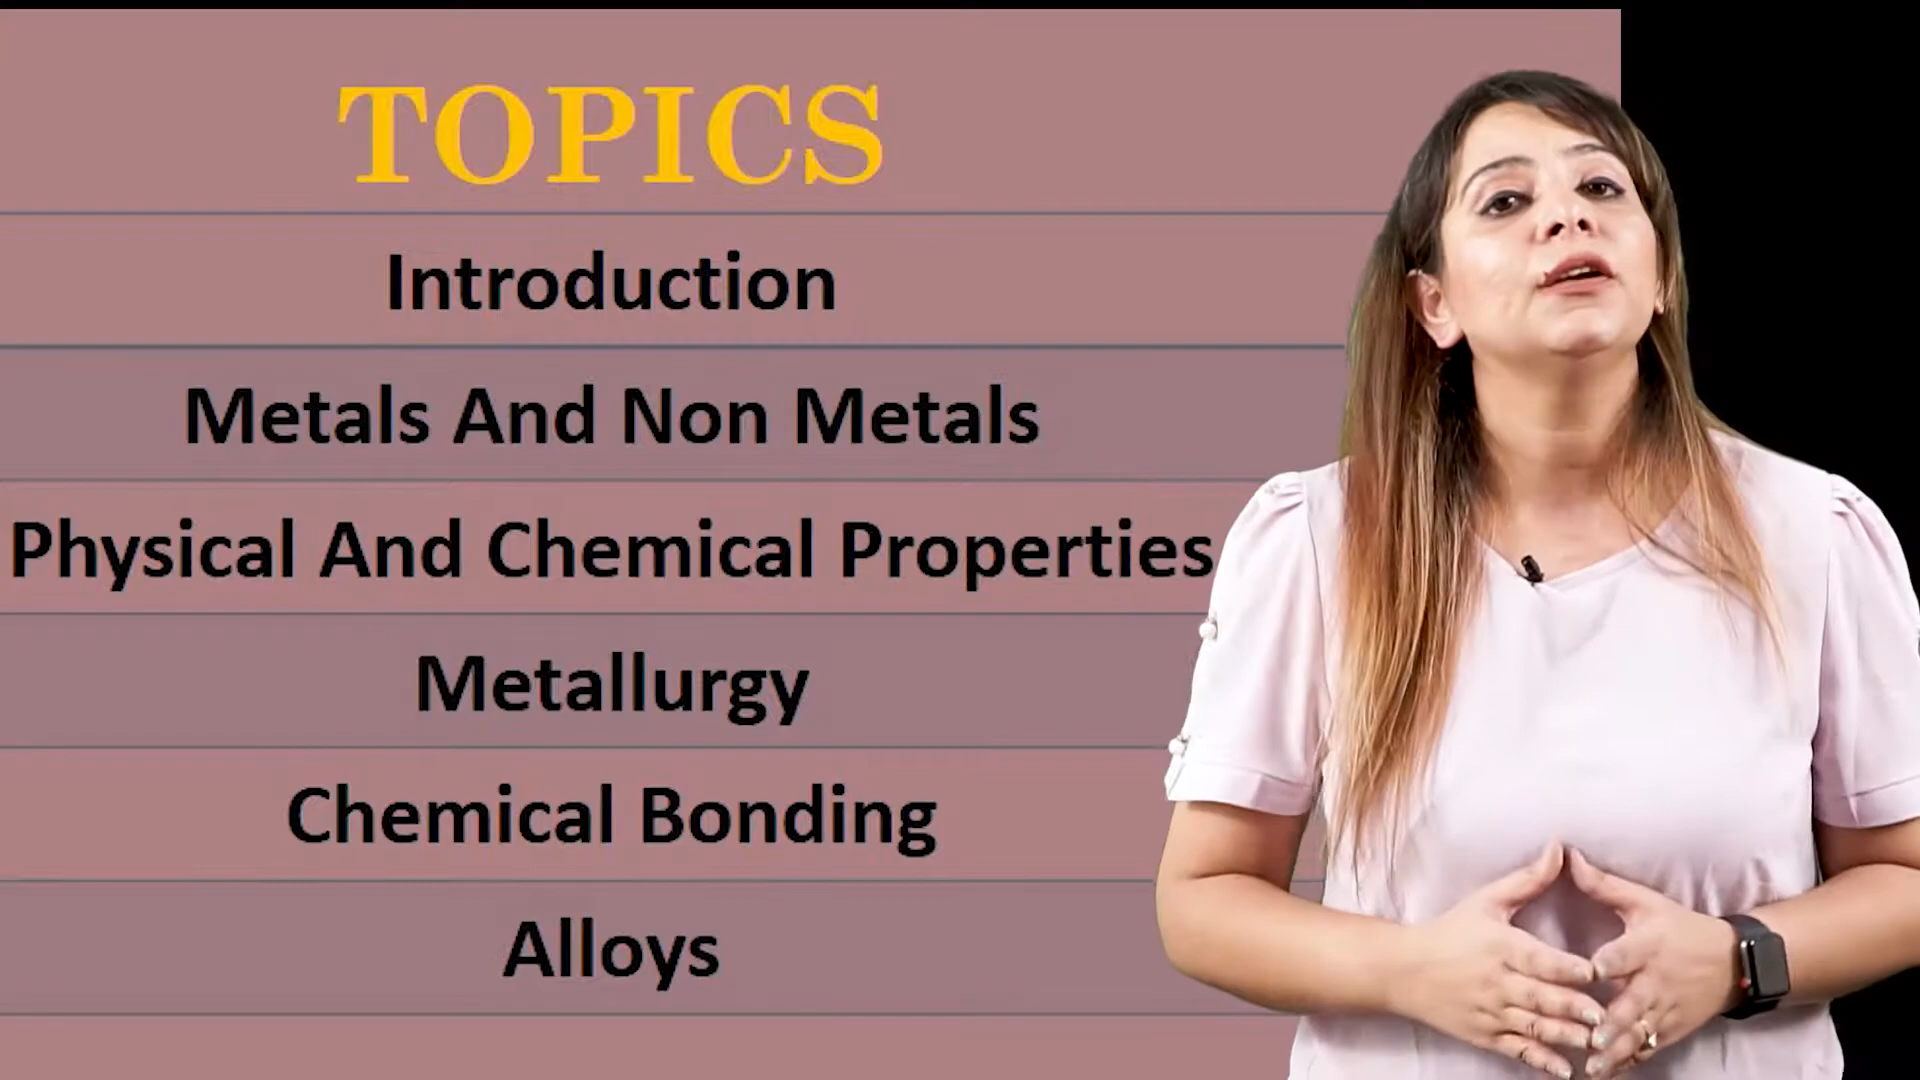 TOPICS
Introduction
Metals And Non Metals
Physical And Chemical Properties
Metallurgy
Chemical Bonding
Alloys